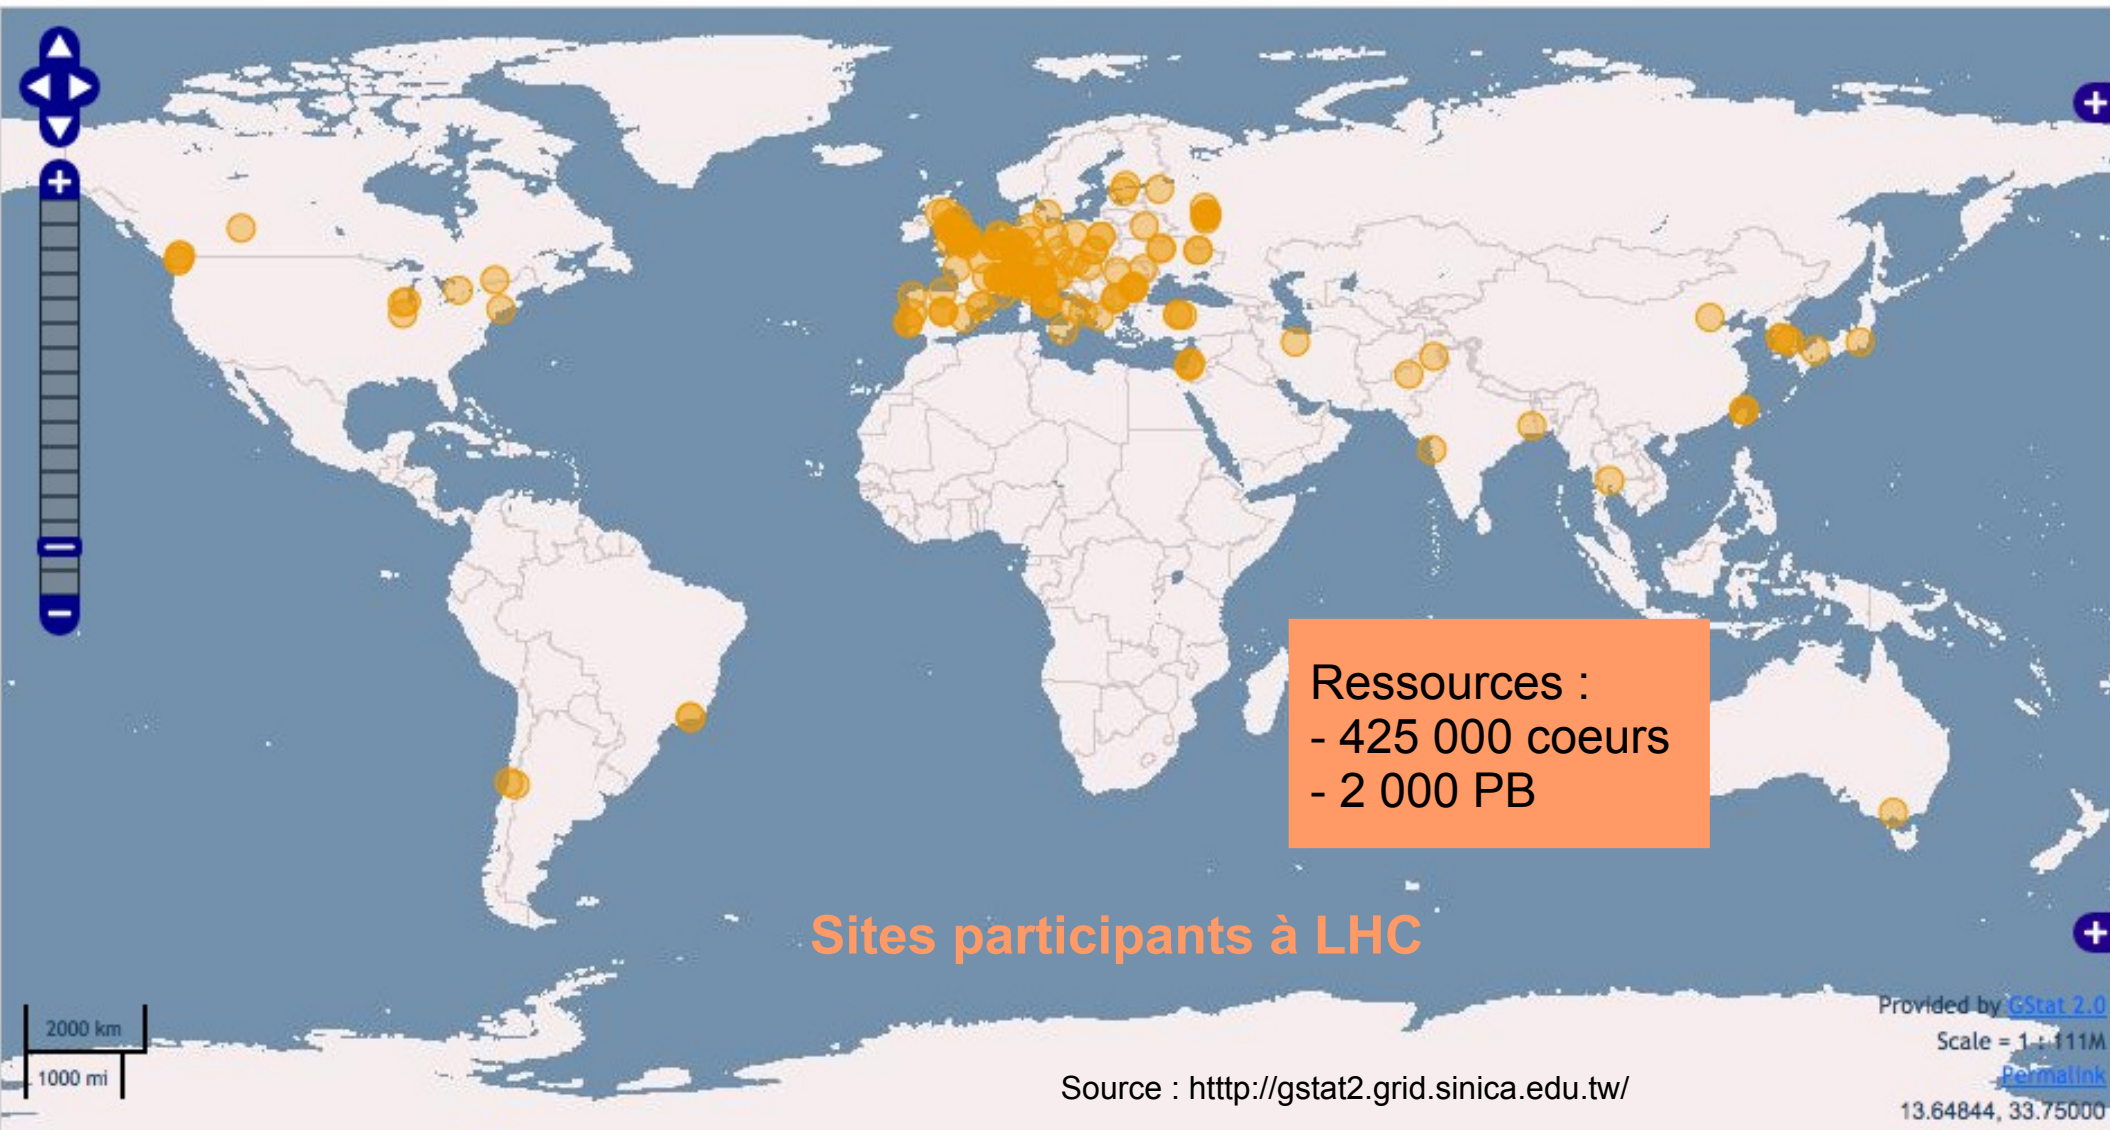 Ressources :
- 425 000 coeurs
- 2 000 PB
Sites participants à LHC
2000 km
1000 mi
Provided by GStat 2.0
Scale = 1 : 111M
Permalink
13.64844, 33.75000
Source : htttp://gstat2.grid.sinica.edu.tw/